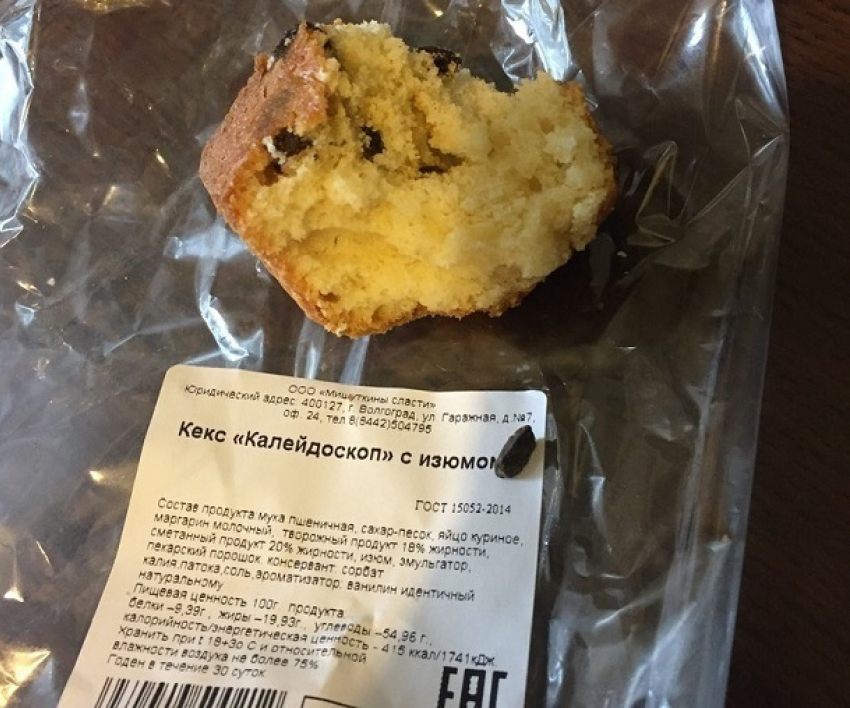 ООО «Мишуткины сласти»
Юридический адрес: 400127, г. Волгоград, ул. Гаражная, д.№7,
оф. 24, тел.8(8442)504795
Кекс «Калейдоскоп» с изюмом
ГОСТ 15052-2014
Состав продукта:мука пшеничная, сахар-песок, яйцо куриное,
маргарин молочный, творожный продукт 18% жирности,
сметанный продукт 20% жирности, изюм, эмульгатор,
пекарский порошок, консервант: сорбат
калия,патока,соль,ароматизатор: ванилин идентичный
натуральному
Пищевая ценность 100г. продукта
белки –9,39г., жиры –19,93г., углеводы –54,96 г.,
калорийность/энергетическая ценность - 415 ккал/1741кДж
Хранить при t 18+3о С и относительной
влажности воздуха не более 75%
Годен в течение 30 суток
ЕАС